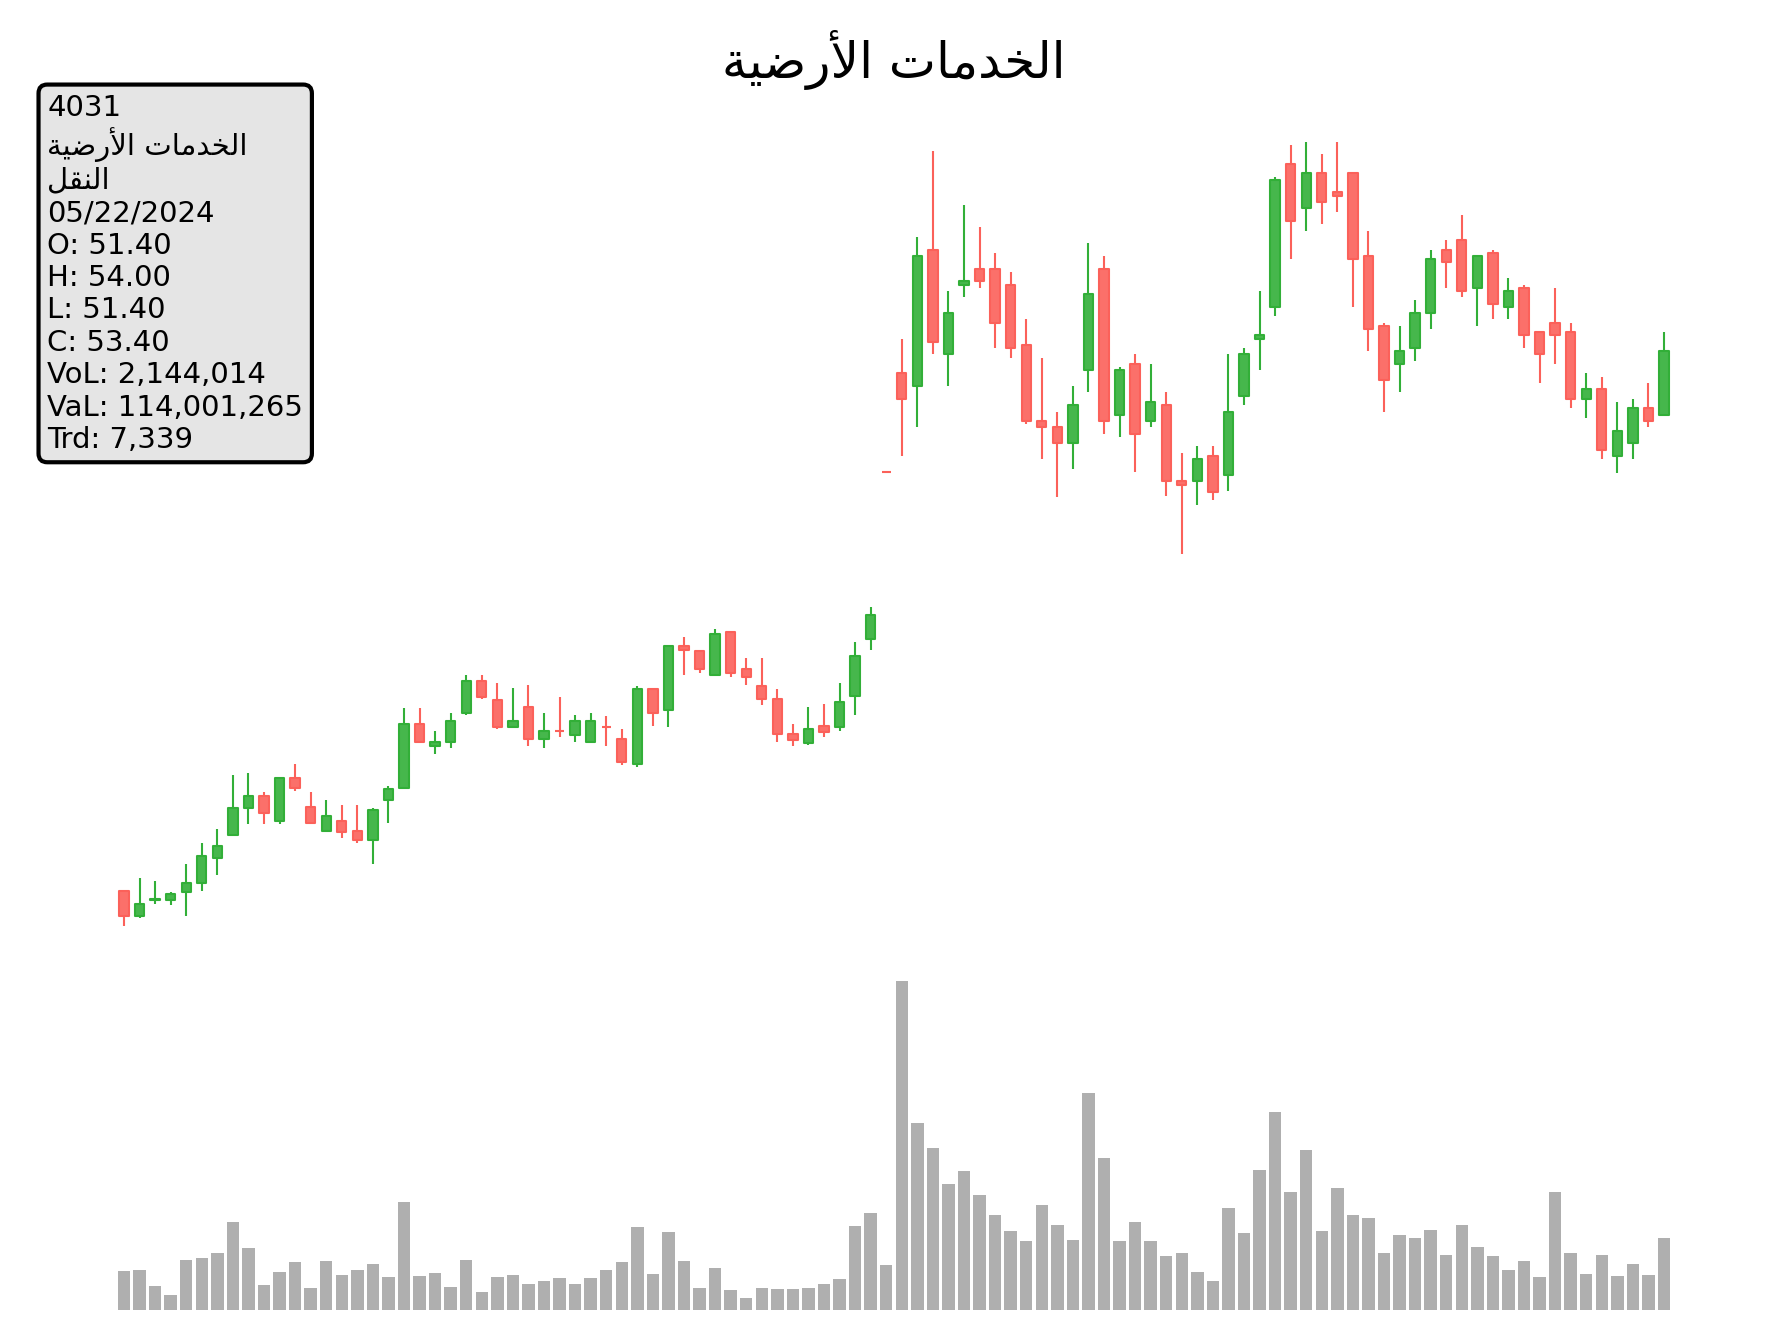 الخدمات الأرضية
4031
الخدمات الأرضية
النقل
05/22/2024
O: 51.40
H: 54.00
L: 51.40
C: 53.40
VoL: 2,144,014
VaL: 114,001,265
Trd: 7,339